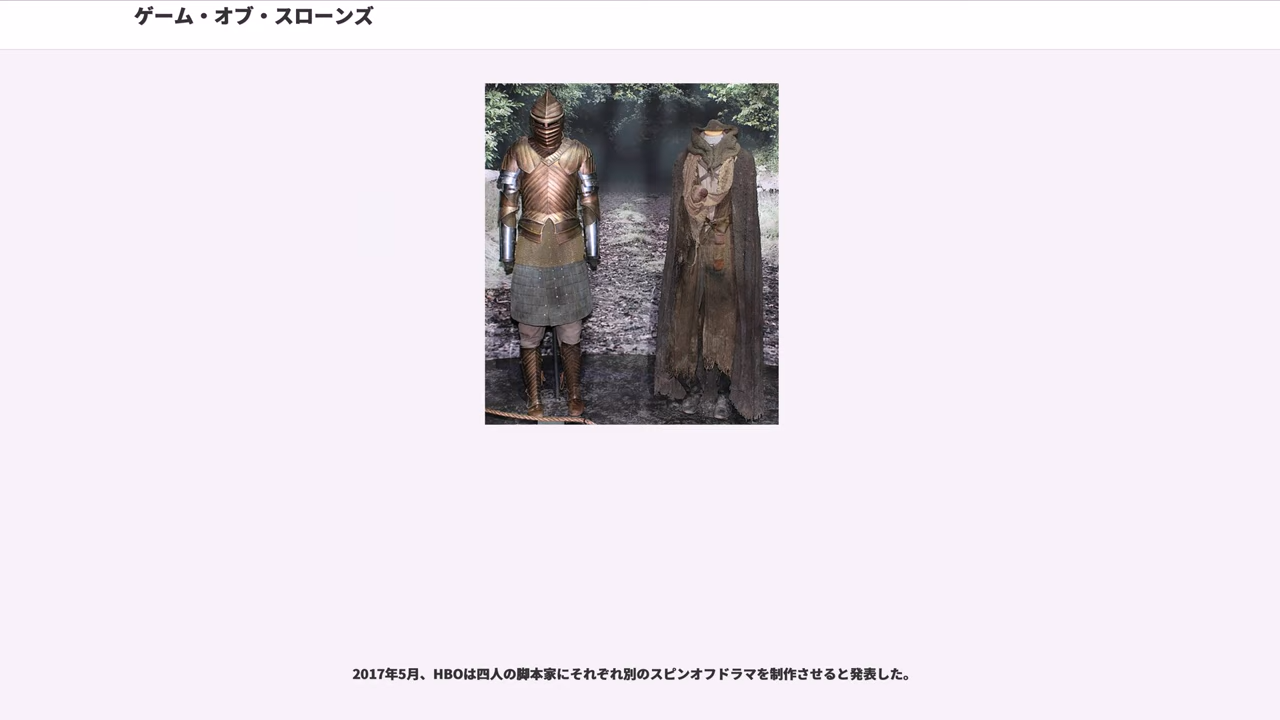 ゲーム・オブ・スローンズ
2017年5月、HBOは四人の脚本家にそれぞれ別のスピンオフドラマを制作させると発表した。